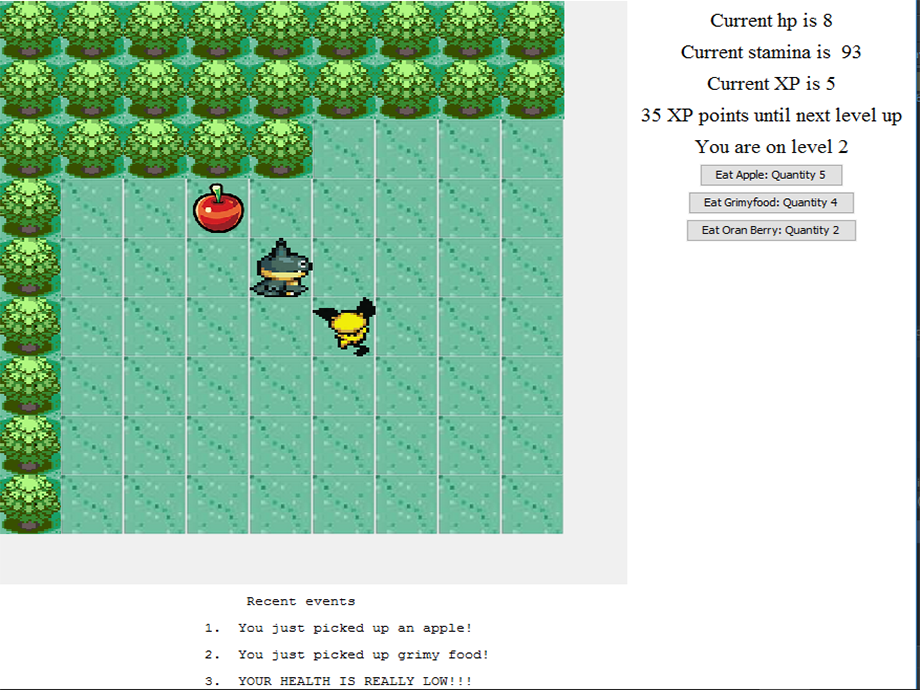 Current hp is 8
Current stamina is  93
Current XP is 5
35 XP points until next level up
You are on level 2
Eat Apple: Quantity 5
Eat Grimyfood: Quantity 4
Eat Oran Berry: Quantity 2
Recent events
1.  You just picked up an apple!
2.  You just picked up grimy food!
3.  YOUR HEALTH IS REALLY LOW!!!